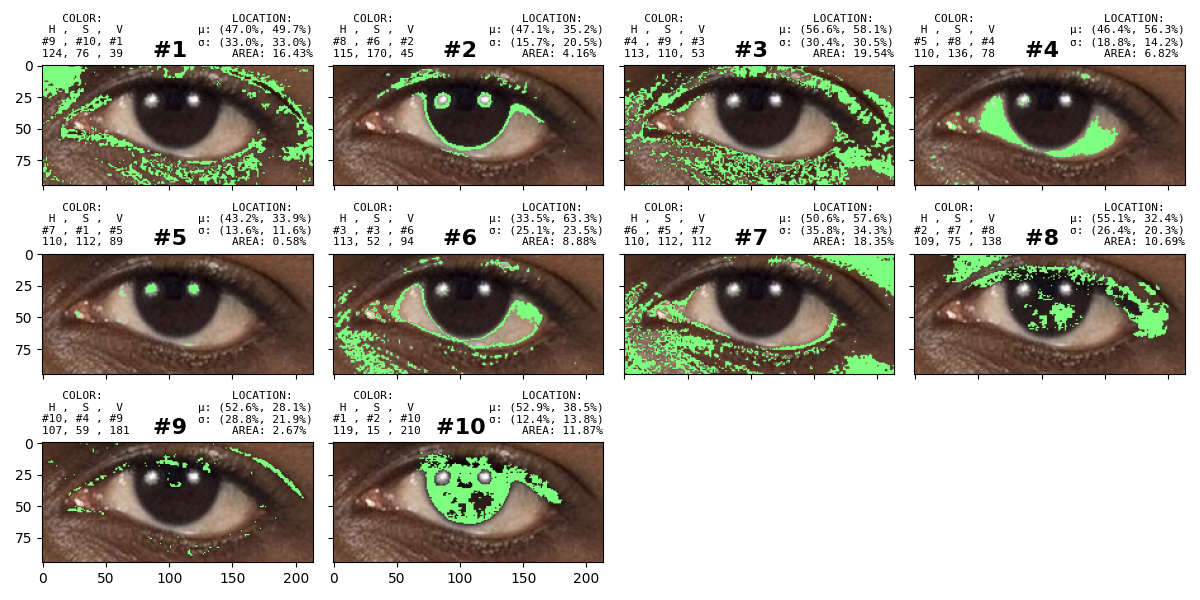 COLOR: LOCATION:
H , S , V μ: (47.0%, 49.7%)
#9 , #10, #1 #1 σ: (33.0%, 33.0%)
124, 76 , 39 AREA: 16.43%
COLOR: LOCATION:
H , S , V μ: (47.1%, 35.2%)
#8 , #6 , #2 #2 σ: (15.7%, 20.5%)
115, 170, 45 AREA: 4.16%
COLOR: LOCATION:
H , S , V μ: (56.6%, 58.1%)
#4 , #9 , #3 #3 σ: (30.4%, 30.5%)
113, 100, 53 AREA: 19.54%
COLOR: LOCATION:
H , S , V μ: (46.4%, 56.3%)
#5 , #8 , #4 #4 σ: (18.8%, 14.2%)
110, 136, 78 AREA: 6.82%
0
25
50
75
COLOR: LOCATION:
H , S , V μ: (43.2%, 33.9%)
#7 , #1 , #5 #5 σ: (13.6%, 11.6%)
110, 112, 89 AREA: 0.58%
COLOR: LOCATION:
H , S , V μ: (33.5%, 63.3%)
#3 , #3 , #6 #6 σ: (25.1%, 23.5%)
113, 52 , 94 AREA: 8.88%
COLOR: LOCATION:
H , S , V μ: (50.6%, 57.6%)
#6 , #5 , #7 #7 σ: (35.8%, 34.3%)
110, 112, 112 AREA: 18.35%
COLOR: LOCATION:
H , S , V μ: (55.1%, 32.4%)
#2 , #7 , #8 #8 σ: (26.4%, 20.3%)
109, 75 , 138 AREA: 10.69%
0
25
50
75
COLOR: LOCATION:
H , S , V μ: (52.6%, 28.1%)
#10, #4 , #9 #9 σ: (28.8%, 21.9%)
107, 59 , 181 AREA: 2.67%
COLOR: LOCATION:
H , S , V μ: (52.9%, 38.5%)
#1 , #2 , #10 #10 σ: (12.4%, 13.8%)
119, 15 , 210 AREA: 11.87%
0
25
50
75
0 50 100 150 200
0 50 100 150 200